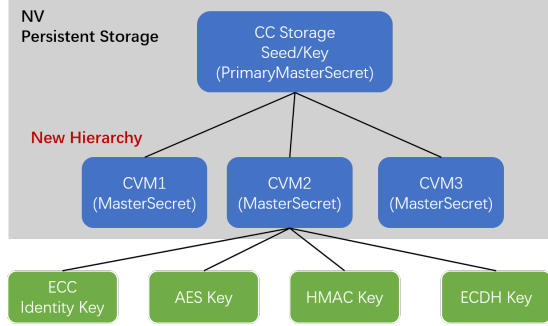 NV
Persistent Storage
CC Storage
Seed/Key
(PrimaryMasterSecret)
New Hierarchy
CVM1
(MasterSecret)
CVM2
(MasterSecret)
CVM3
(MasterSecret)
ECC
Identity Key
AES Key
HMAC Key
ECDH Key